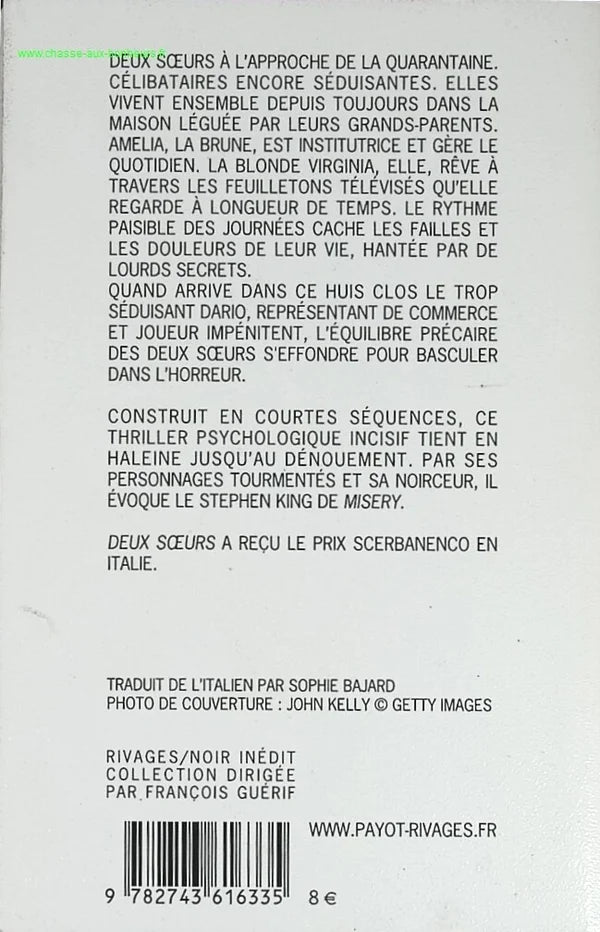 www.chasse-aux-bonheurs.fr
DEUX SŒURS À L'APPROCHE DE LA QUARANTAINE.
CÉLIBATAIRES ENCORE SÉDUISANTES. ELLES
VIVENT ENSEMBLE DEPUIS TOUJOURS DANS LA
MAISON LÉGUÉE PAR LEURS GRANDS-PARENTS.
AMELIA, LA BRUNE, EST INSTITUTRICE ET GÈRE LE
QUOTIDIEN. LA BLONDE VIRGINIA, ELLE, RÊVE À
TRAVERS LES FEUILLETONS TÉLÉVISÉS QU'ELLE
REGARDE À LONGUEUR DE TEMPS. LE RYTHME
PAISIBLE DES JOURNÉES CACHE LES FAILLES ET
LES DOULEURS DE LEUR VIE, HANTÉE PAR DE
LOURDS SECRETS.
QUAND ARRIVE DANS CE HUIS CLOS LE TROP
SÉDUISANT DARIO, REPRÉSENTANT DE COMMERCE
ET JOUEUR IMPÉNITENT, L'ÉQUILIBRE PRÉCAIRE
DES DEUX SŒURS S'EFFONDRE POUR BASCULER
DANS L'HORREUR.
CONSTRUIT EN COURTES SÉQUENCES, CE
THRILLER PSYCHOLOGIQUE INCISIF TIENT EN
HALEINE JUSQU'AU DÉNOUEMENT. PAR SES
PERSONNAGES TOURMENTÉS ET SA NOIRCEUR, IL
ÉVOQUE LE STEPHEN KING DE MISERY.
DEUX SŒURS A REÇU LE PRIX SCERBANENCO EN
ITALIE.
TRADUIT DE L'ITALIEN PAR SOPHIE BAJARD
PHOTO DE COUVERTURE : JOHN KELLY © GETTY IMAGES
RIVAGES/NOIR INÉDIT
COLLECTION DIRIGÉE
PAR FRANÇOIS GUÉRIF
WWW.PAYOT-RIVAGES.FR
9 782743 616335 8 €